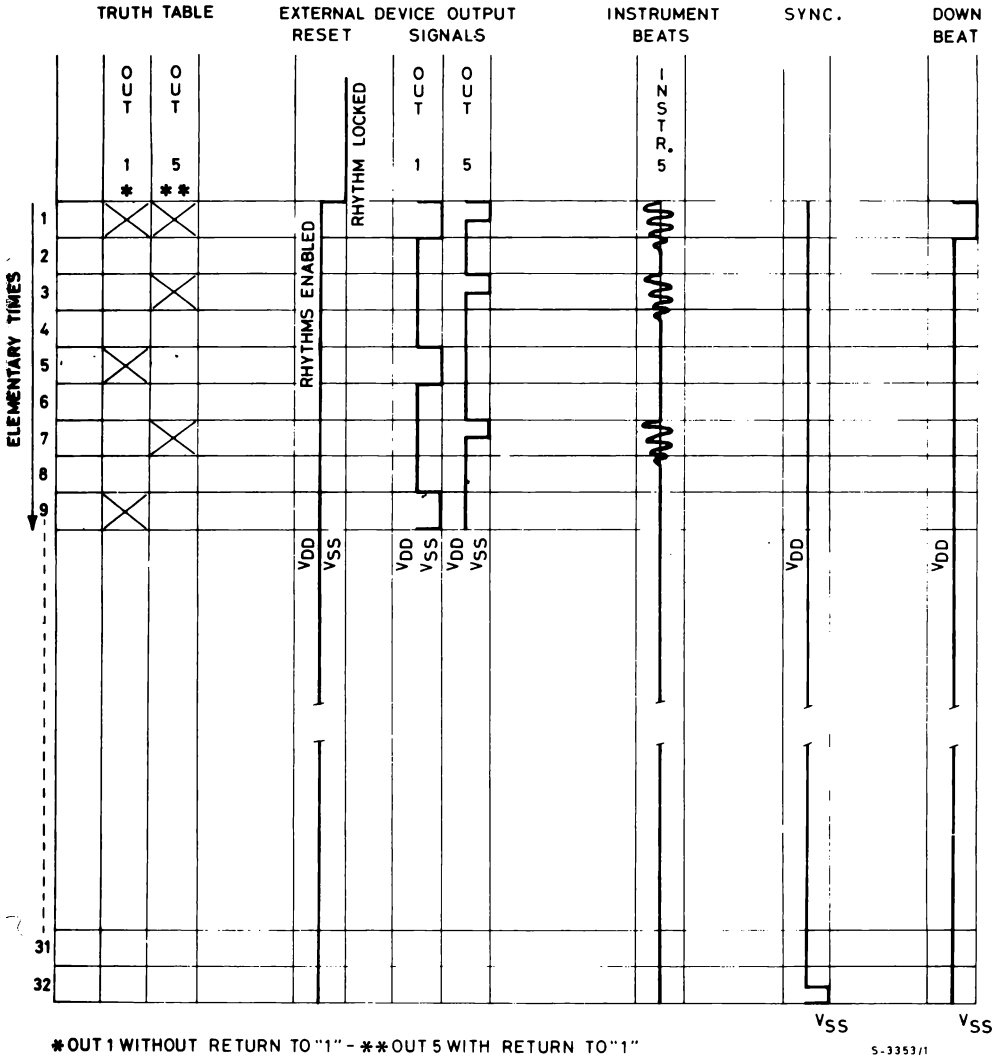 TRUTH TABLE
EXTERNAL DEVICE OUTPUT
RESET SIGNALS
INSTRUMENT
BEATS
SYNC.
DOWN
BEAT
OUT 1 *
OUT 5 **
RHYTHM LOCKED
OUT 1
OUT 5
INSTR. 5
RHYTHMS ENABLED
ELEMENTARY TIMES
1
2
3
4
5
6
7
8
9
VDD VSS
VDD VSS VDD VSS
VDD
VDD
31
32
VSS
VSS
*OUT 1 WITHOUT RETURN TO "1" - **OUT 5 WITH RETURN TO "1"
S-3353/1